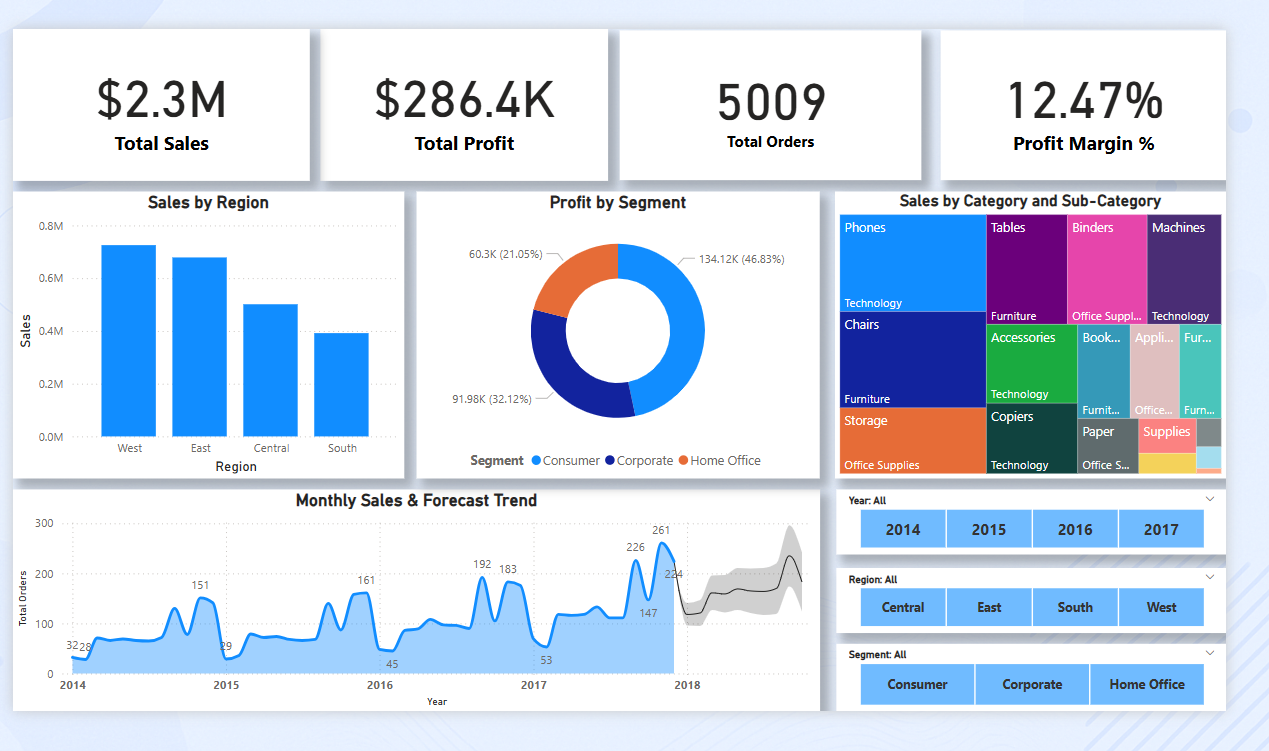 $2.3M
Total Sales
$286.4K
Total Profit
5009
Total Orders
12.47%
Profit Margin %
Sales by Region
0.8M
0.6M
0.4M
0.2M
0.0M
Sales
West East Central South
Region
Profit by Segment
60.3K (21.05%)
134.12K (46.83%)
91.98K (32.12%)
Segment Consumer Corporate Home Office
Sales by Category and Sub-Category
Phones
Technology
Chairs
Furniture
Storage
Office Supplies
Tables
Furniture
Binders
Office Suppl...
Machines
Technology
Accessories
Technology
Copiers
Technology
Book...
Furnit...
Appli...
Office...
Fur...
Furn...
Paper
Office S...
Supplies
Monthly Sales & Forecast Trend
300
200
100
0
Total Orders
32
28
151
29
161
45
192
183
53
226
147
261
224
2014 2015 2016 2017 2018
Year
Year: All
2014 2015 2016 2017
Region: All
Central East South West
Segment: All
Consumer Corporate Home Office